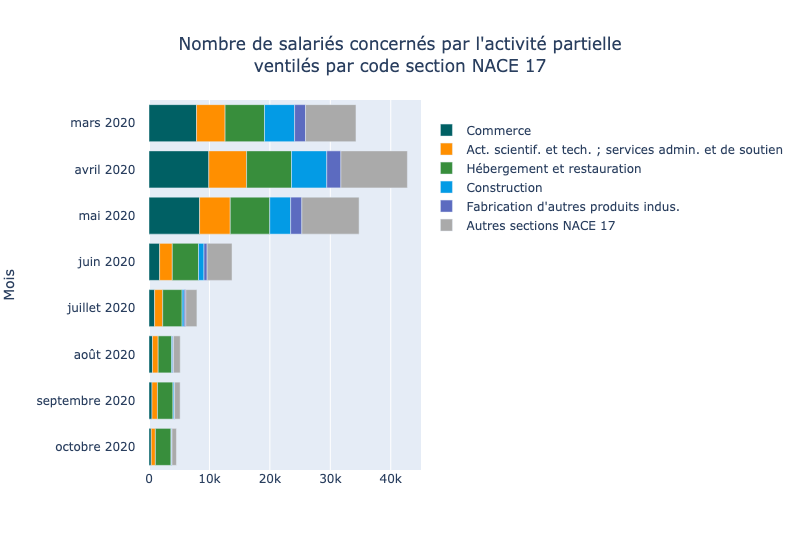 Nombre de salariés concernés par l'activité partielle
ventilés par code section NACE 17
mars 2020
avril 2020
mai 2020
juin 2020
juillet 2020
août 2020
septembre 2020
octobre 2020
Mois
0
10k
20k
30k
40k
Commerce
Act. scientif. et tech. ; services admin. et de soutien
Hébergement et restauration
Construction
Fabrication d'autres produits indus.
Autres sections NACE 17